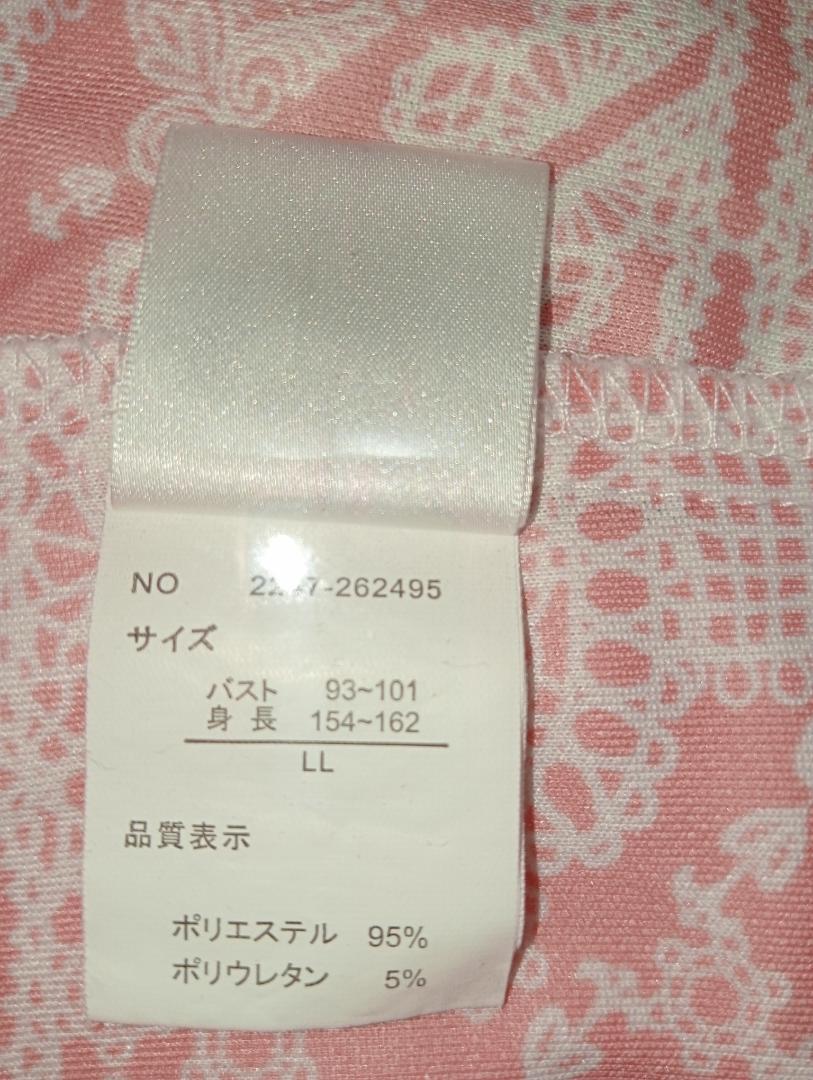 NO
サイズ
バスト 93~101
身長 154~162
LL
品質表示
ポリエステル 95%
ポリウレタン 5%